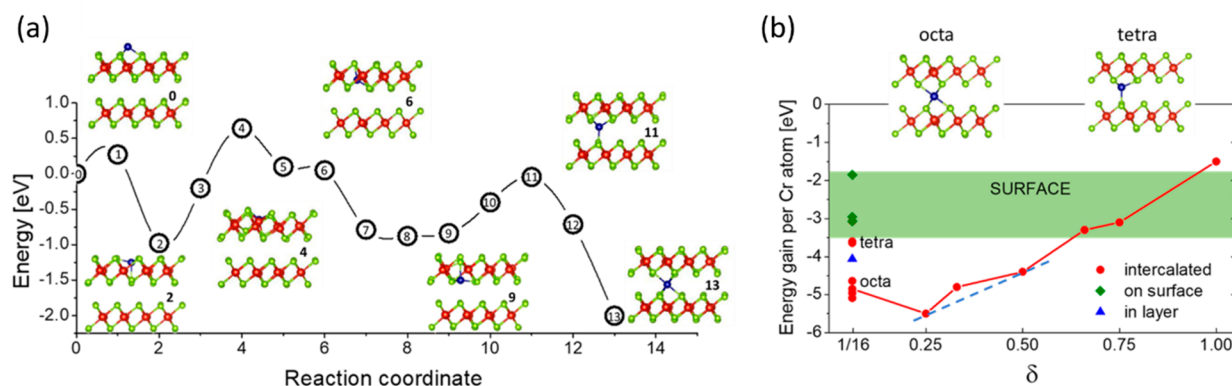 (a)
0
6
11
4
2
9
13
1.0
0.5
0.0
-0.5
-1.0
-1.5
-2.0
Energy [eV]
0
1
2
3
4
5
6
7
8
9
10
11
12
13
0 2 4 6 8 10 12 14
Reaction coordinate
(b)
octa tetra
0
-1
-2
-3
-4
-5
-6
Energy gain per Cr atom [eV]
SURFACE
tetra
octa
intercalated
on surface
in layer
1/16 0.25 0.50 0.75 1.00
δ